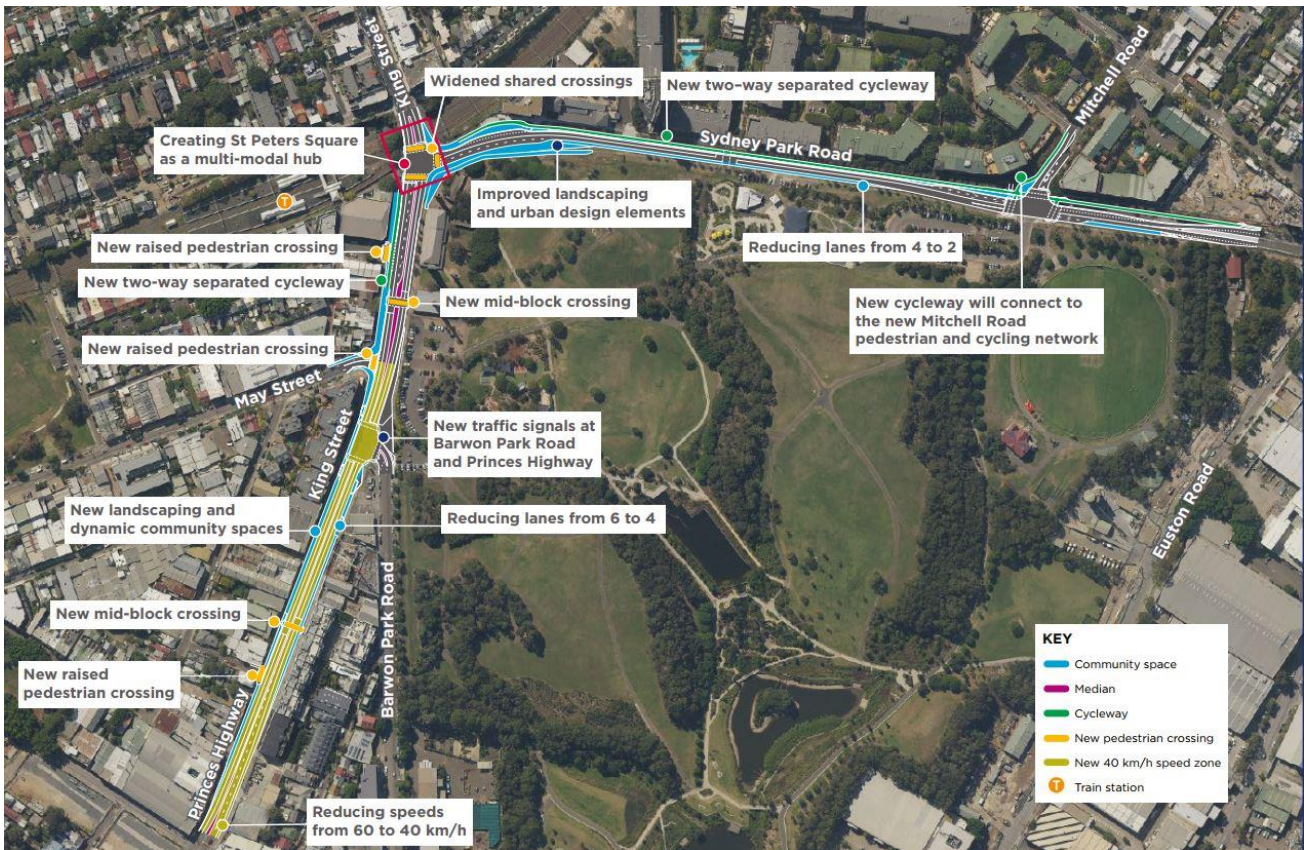 King Street
Widened shared crossings
New two-way separated cycleway
Mitchell Road
Creating St Peters Square
as a multi-modal hub
Sydney Park Road
T
Improved landscaping
and urban design elements
New raised pedestrian crossing
Reducing lanes from 4 to 2
New two-way separated cycleway
New mid-block crossing
New cycleway will connect to
the new Mitchell Road
pedestrian and cycling network
New raised pedestrian crossing
May Street
King Street
New traffic signals at
Barwon Park Road
and Princes Highway
New landscaping and
dynamic community spaces
Reducing lanes from 6 to 4
Euston Road
Barwon Park Road
New mid-block crossing
New raised
pedestrian crossing
Princes Highway
Reducing speeds
from 60 to 40 km/h
KEY
Community space
Median
Cycleway
New pedestrian crossing
New 40 km/h speed zone
T Train station